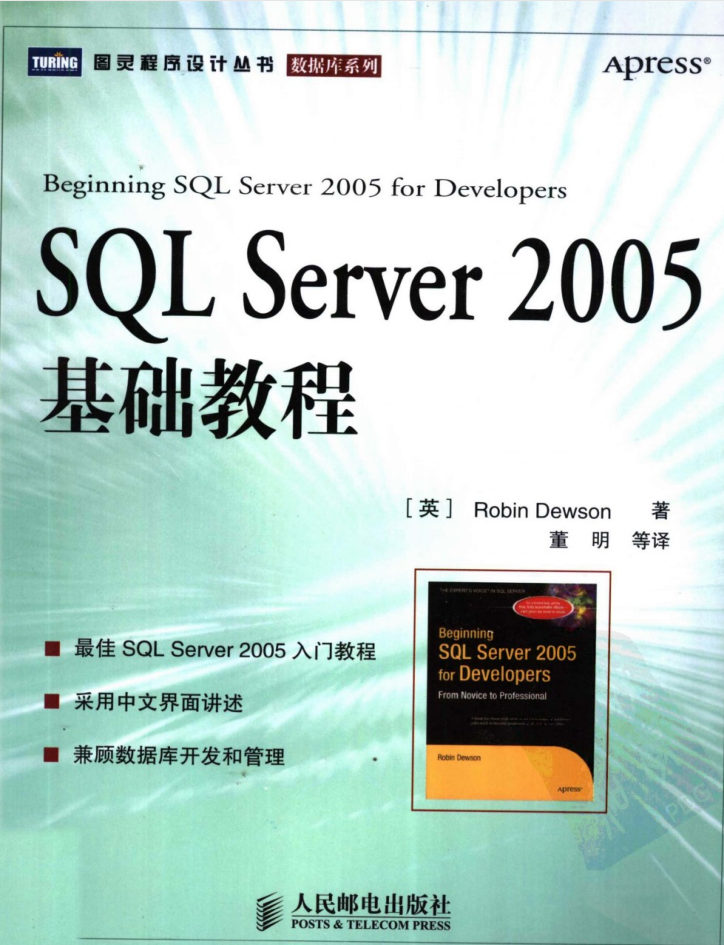 TURING 图灵程序设计丛书 数据库系列 Apress®
Beginning SQL Server 2005 for Developers
SQL Server 2005
基础教程
[英] Robin Dewson 著
董 明 等译
Beginning
SQL Server 2005
for Developers
From Novice to Professional
Robin Dewson
Apress®
■ 最佳 SQL Server 2005 入门教程
■ 采用中文界面讲述
■ 兼顾数据库开发和管理
PDG
人民邮电出版社
POSTS & TELECOM PRESS